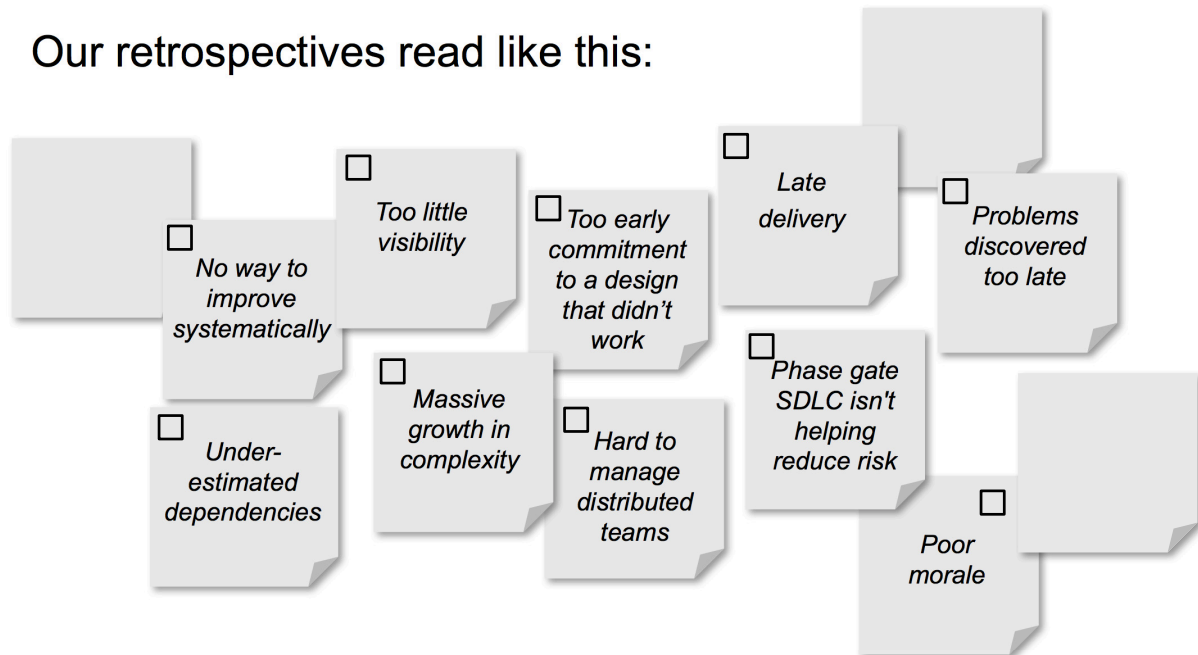 Our retrospectives read like this:
No way to
improve
systematically
Too little
visibility
Too early
commitment
to a design
that didn’t
work
Late
delivery
Problems
discovered
too late
Under-
estimated
dependencies
Massive
growth in
complexity
Hard to
manage
distributed
teams
Phase gate
SDLC isn't
helping
reduce risk
Poor
morale